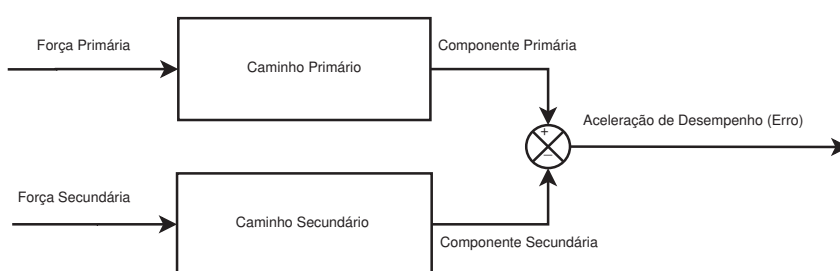 Força Primária
Caminho Primário
Componente Primária
+
Aceleração de Desempenho (Erro)
−
Força Secundária
Caminho Secundário
Componente Secundária